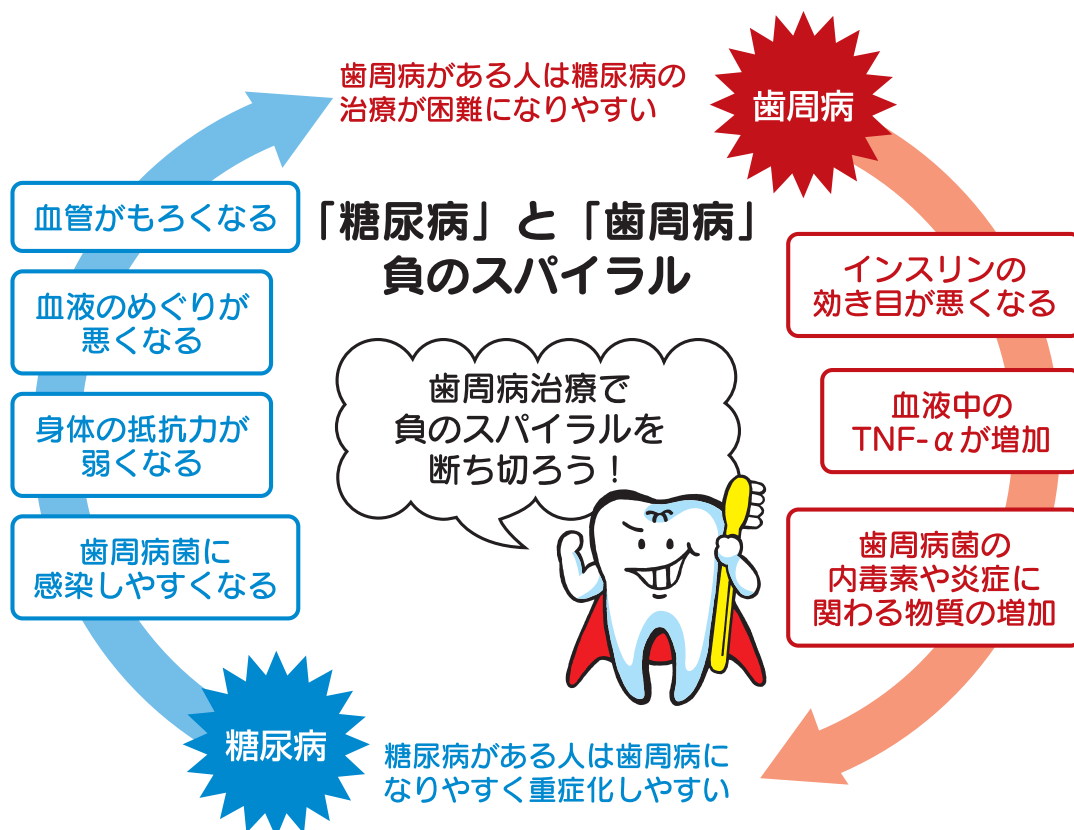 歯周病がある人は糖尿病の
治療が困難になりやすい
歯周病
「糖尿病」と「歯周病」
負のスパイラル
インスリンの
効き目が悪くなる
血液中の
TNF-αが増加
歯周病菌の
内毒素や炎症に
関わる物質の増加
歯周病治療で
負のスパイラルを
断ち切ろう！
血管がもろくなる
血液のめぐりが
悪くなる
身体の抵抗力が
弱くなる
歯周病菌に
感染しやすくなる
糖尿病
糖尿病がある人は歯周病に
なりやすく重症化しやすい